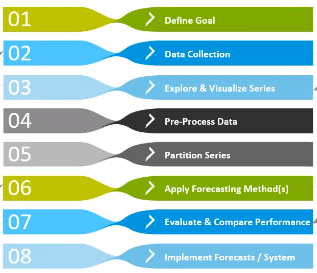 01 Define Goal
02 Data Collection
03 Explore & Visualize Series
04 Pre-Process Data
05 Partition Series
06 Apply Forecasting Method(s)
07 Evaluate & Compare Performance
08 Implement Forecasts / System